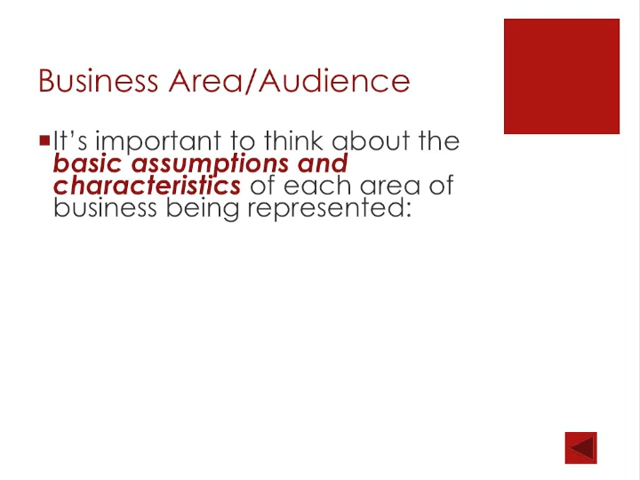 Business Area/Audience
It's important to think about the
basic assumptions and
characteristics of each area of
business being represented: